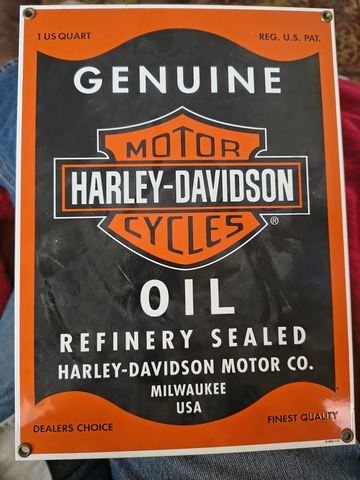 1 US QUART
REG. U.S. PAT.
GENUINE
MOTOR
HARLEY-DAVIDSON
CYCLES
®
OIL
REFINERY SEALED
HARLEY-DAVIDSON MOTOR CO.
MILWAUKEE
USA
DEALERS CHOICE
FINEST QUALITY